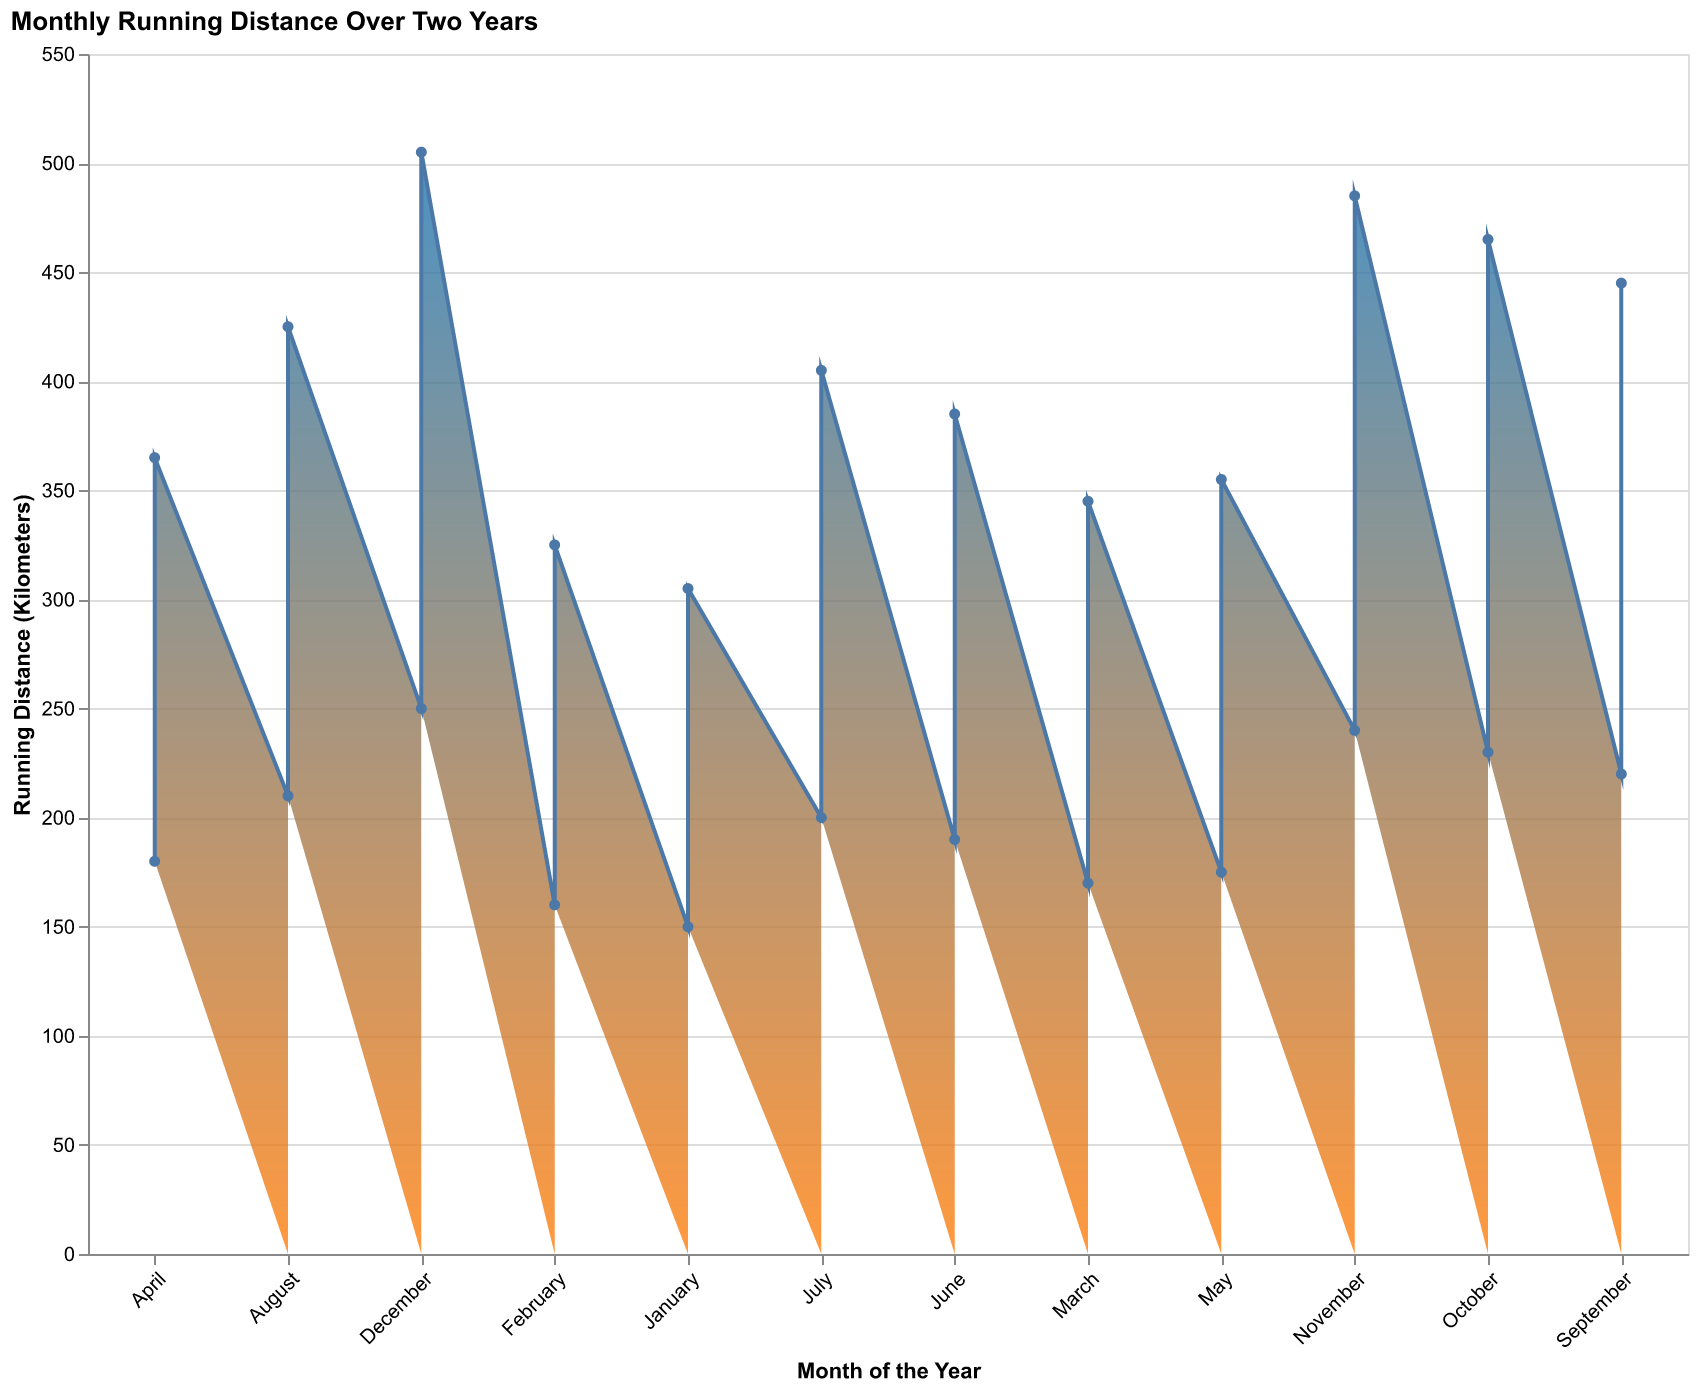 Monthly Running Distance Over Two Years
550
500
450
400
350
300
250
200
150
100
50
0
Running Distance (Kilometers)
April
August
December
February
January
July
June
March
May
November
October
September
Month of the Year